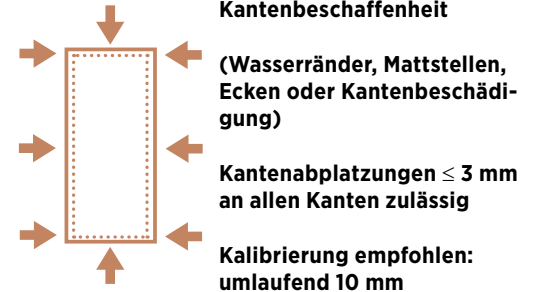 Kantenbeschaffenheit
(Wasserränder, Mattstellen,
Ecken oder Kantenbeschädi-
gung)
Kantenabplatzungen ≤ 3 mm
an allen Kanten zulässig
Kalibrierung empfohlen:
umlaufend 10 mm